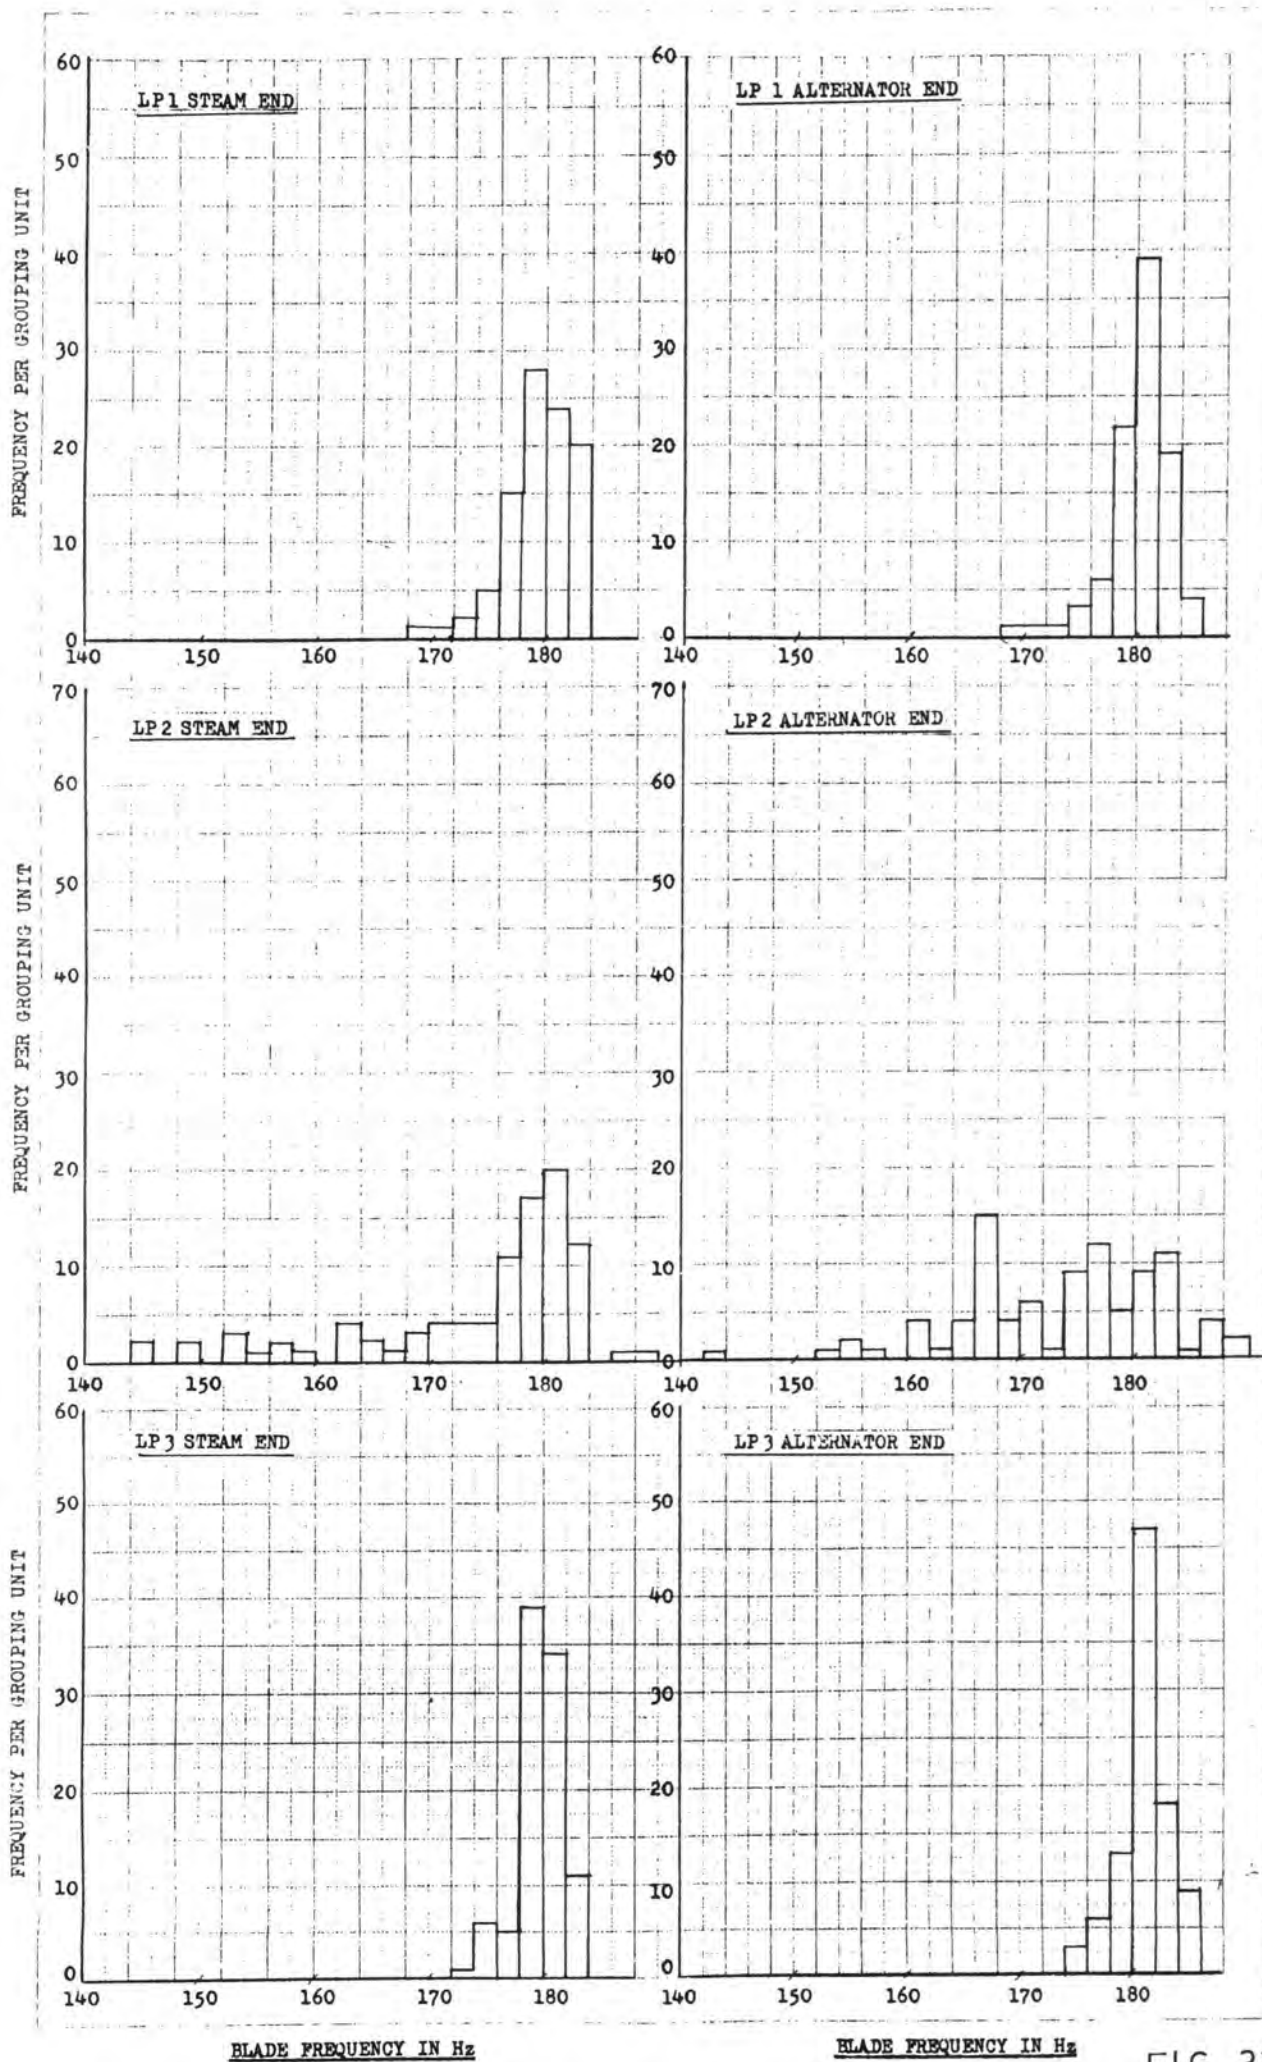 LP1 STEAM END
FREQUENCY PER GROUPING UNIT
60
50
40
30
20
10
0
140 150 160 170 180
LP 1 ALTERNATOR END
60
50
40
30
20
10
0
140 150 160 170 180
LP2 STEAM END
FREQUENCY PER GROUPING UNIT
70
60
50
40
30
20
10
0
140 150 160 170 180
LP2 ALTERNATOR END
70
60
50
40
30
20
10
0
140 150 160 170 180
LP3 STEAM END
FREQUENCY PER GROUPING UNIT
60
50
40
30
20
10
0
140 150 160 170 180
BLADE FREQUENCY IN Hz
LP3 ALTERNATOR END
60
50
40
30
20
10
0
140 150 160 170 180
BLADE FREQUENCY IN Hz